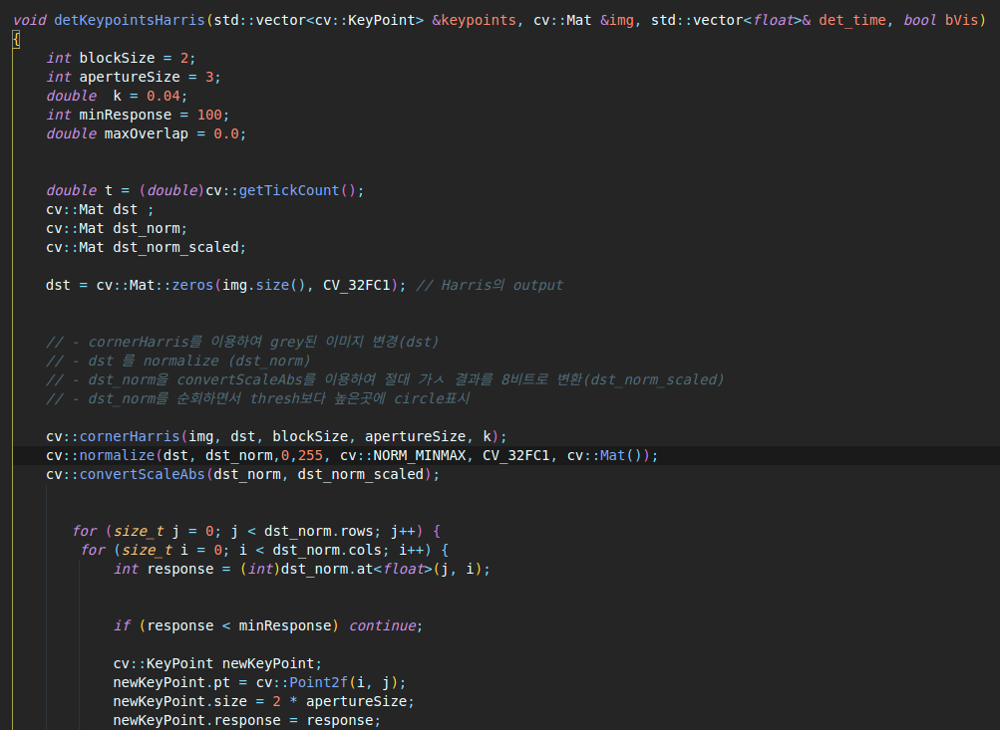 void detKeypointsHarris(std::vector<cv::KeyPoint> &keypoints, cv::Mat &img, std::vector<float>& det_time, bool bVis)
{
int blockSize = 2;
int apertureSize = 3;
double  k = 0.04;
int minResponse = 100;
double maxOverlap = 0.0;
double t = (double)cv::getTickCount();
cv::Mat dst ;
cv::Mat dst_norm;
cv::Mat dst_norm_scaled;
dst = cv::Mat::zeros(img.size(), CV_32FC1); // Harris의 output
// - cornerHarris를 이용하여 grey된 이미지 변경(dst)
// - dst 를 normalize (dst_norm)
// - dst_norm을 convertScaleAbs를 이용하여 절대 가ㅅ 결과를 8비트로 변환(dst_norm_scaled)
// - dst_norm를 순회하면서 thresh보다 높은곳에 circle표시
cv::cornerHarris(img, dst, blockSize, apertureSize, k);
cv::normalize(dst, dst_norm,0,255, cv::NORM_MINMAX, CV_32FC1, cv::Mat());
cv::convertScaleAbs(dst_norm, dst_norm_scaled);
for (size_t j = 0; j < dst_norm.rows; j++) {
for (size_t i = 0; i < dst_norm.cols; i++) {
int response = (int)dst_norm.at<float>(j, i);
if (response < minResponse) continue;
cv::KeyPoint newKeyPoint;
newKeyPoint.pt = cv::Point2f(i, j);
newKeyPoint.size = 2 * apertureSize;
newKeyPoint.response = response;